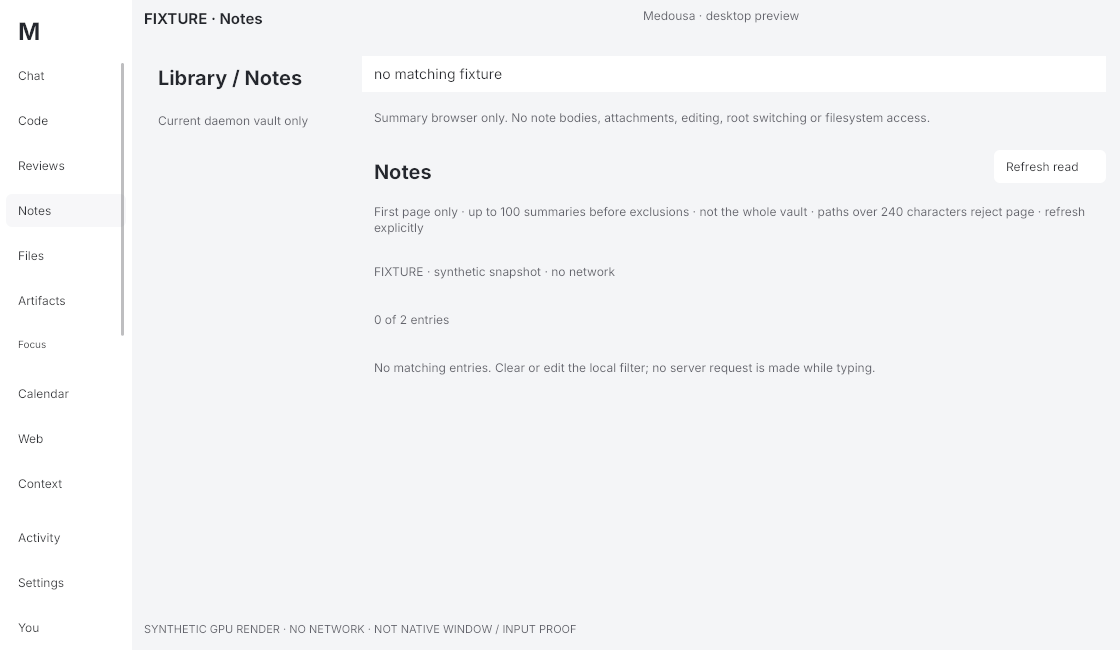 M
Chat
Code
Reviews
Notes
Files
Artifacts
Focus
Calendar
Web
Context
Activity
Settings
You
FIXTURE · Notes
Medousa · desktop preview
Library / Notes
Current daemon vault only
no matching fixture
Summary browser only. No note bodies, attachments, editing, root switching or filesystem access.
Notes
Refresh read
First page only · up to 100 summaries before exclusions · not the whole vault · paths over 240 characters reject page · refresh
explicitly
FIXTURE · synthetic snapshot · no network
0 of 2 entries
No matching entries. Clear or edit the local filter; no server request is made while typing.
SYNTHETIC GPU RENDER · NO NETWORK · NOT NATIVE WINDOW / INPUT PROOF